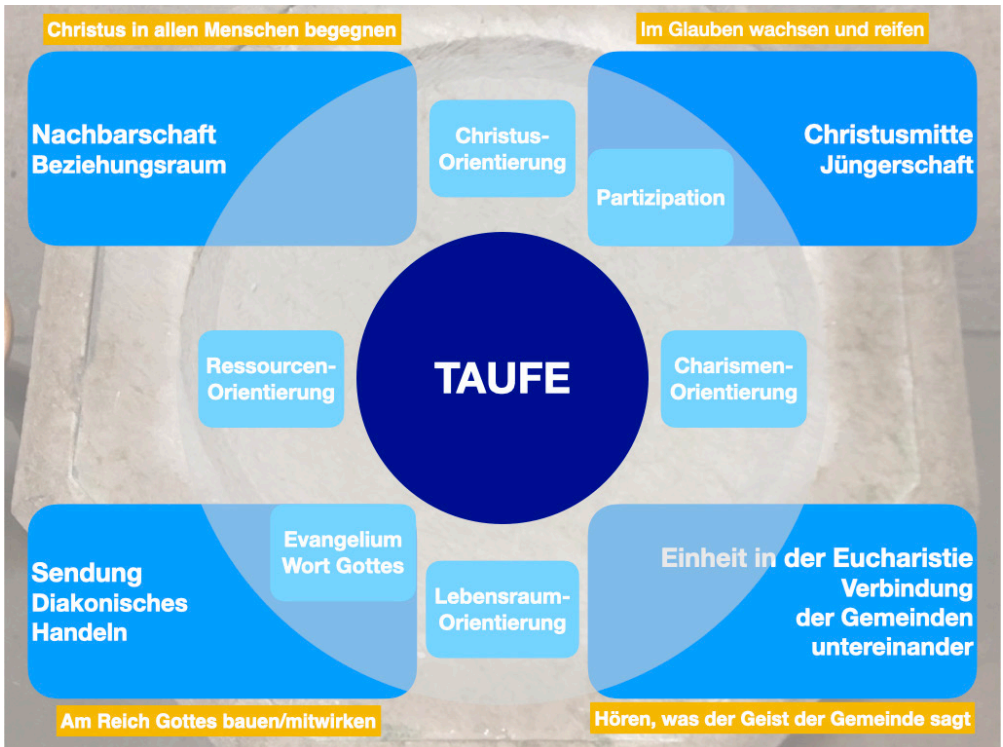 Christus in allen Menschen begegnen
Im Glauben wachsen und reifen
Nachbarschaft
Beziehungsraum
Christus-
Orientierung
Christusmitte
Jüngerschaft
Partizipation
Ressourcen-
Orientierung
TAUFE
Charismen-
Orientierung
Sendung
Diakonisches
Handeln
Evangelium
Wort Gottes
Lebensraum-
Orientierung
Einheit in der Eucharistie
Verbindung
der Gemeinden
untereinander
Am Reich Gottes bauen/mitwirken
Hören, was der Geist der Gemeinde sagt